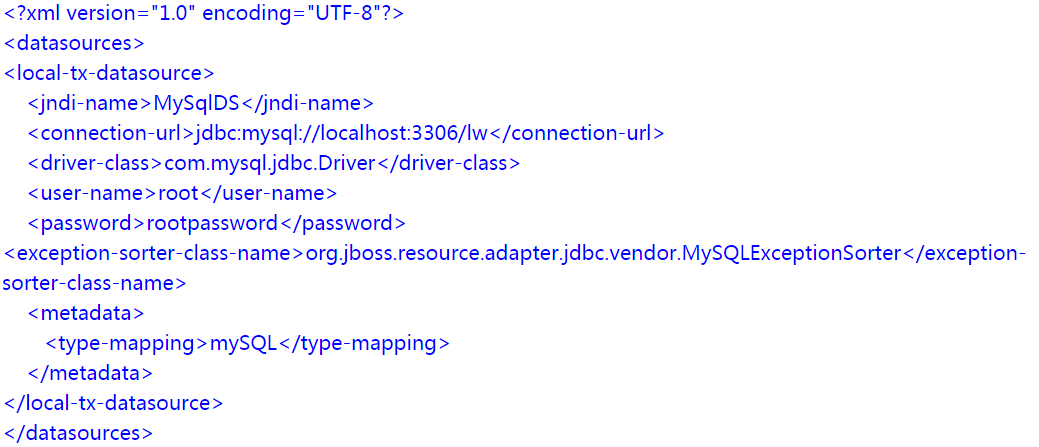 <?xml version="1.0" encoding="UTF-8"?>
<datasources>
<local-tx-datasource>
<jndi-name>MySqlDS</jndi-name>
<connection-url>jdbc:mysql://localhost:3306/lw</connection-url>
<driver-class>com.mysql.jdbc.Driver</driver-class>
<user-name>root</user-name>
<password>rootpassword</password>
<exception-sorter-class-name>org.jboss.resource.adapter.jdbc.vendor.MySQLExceptionSorter</exception-
sorter-class-name>
<metadata>
<type-mapping>mySQL</type-mapping>
</metadata>
</local-tx-datasource>
</datasources>